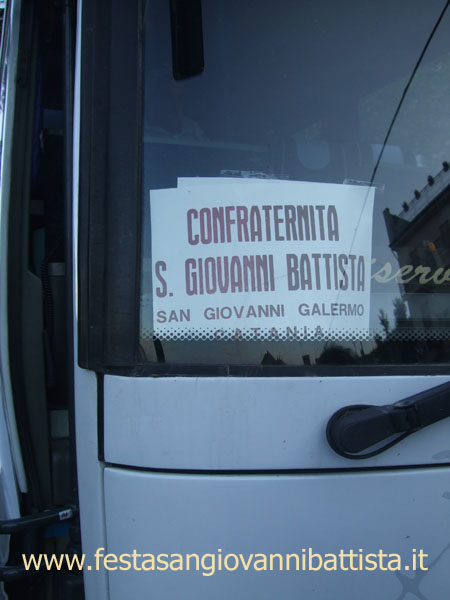 CONFRATERNITA
S. GIOVANNI BATTISTA
SAN GIOVANNI GALERMO
CATANIA
www.festasangiovannibattista.it